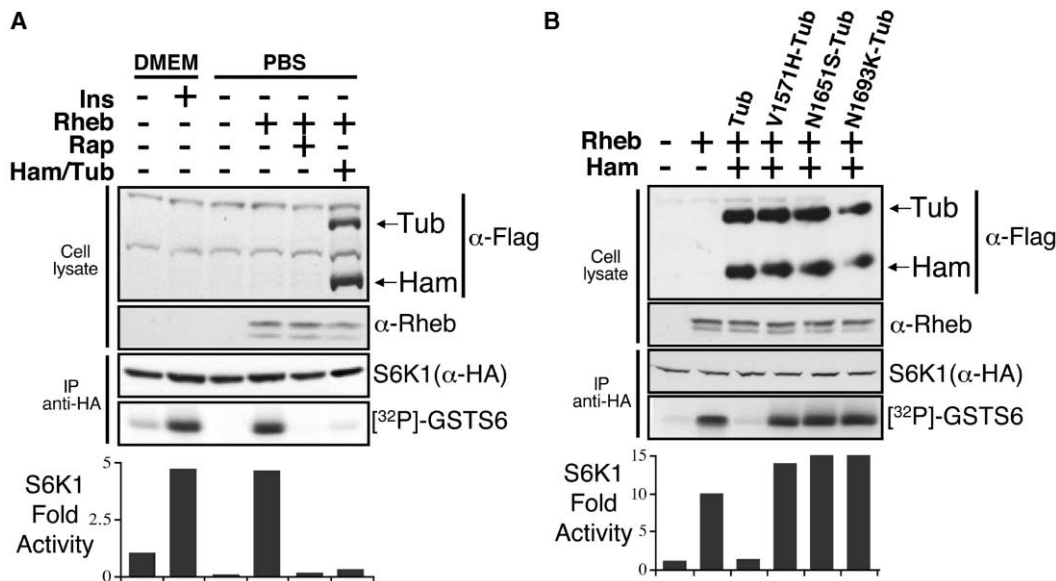 A
DMEM PBS
Ins - + - - - -
Rheb - - - + + +
Rap - - - - + -
Ham/Tub - - - - - +
Cell lysate
←Tub
←Ham
α-Flag
α-Rheb
IP anti-HA
S6K1(α-HA)
[³²P]-GSTS6
S6K1 Fold Activity
5
2.5
0
B
Tub
V1571H-Tub
N1651S-Tub
N1693K-Tub
Rheb - + + + + +
Ham - - + + + +
Cell lysate
←Tub
←Ham
α-Flag
α-Rheb
IP anti-HA
S6K1(α-HA)
[³²P]-GSTS6
S6K1 Fold Activity
15
10
5
0